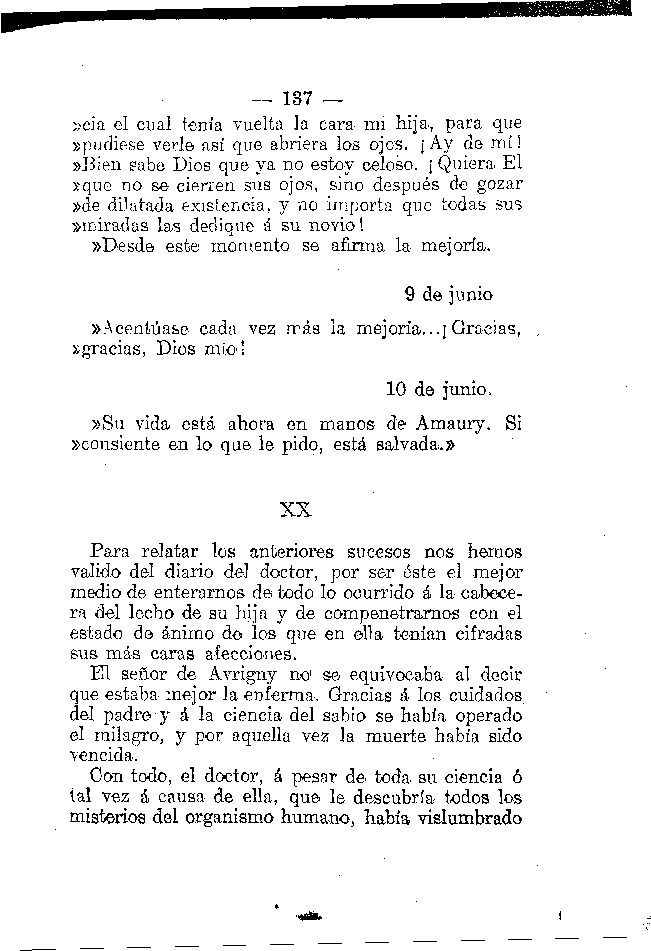 — 137 —
»cia el cual tenía vuelta la cara mi hija, para que
»pudiese verle así que abriera los ojos. ¡Ay de mí!
»Bien sabe Dios que ya no estoy celoso. ¡Quiera El
»que no se cierren sus ojos, sino después de gozar
»de dilatada existencia, y no importa que todas sus
»miradas las dedique á su novio!
»Desde este momento se afirma la mejoría.
9 de junio
»Acentúase cada vez más la mejoría...¡Gracias,
»gracias, Dios mío!
10 de junio.
»Su vida está ahora en manos de Amaury. Si
»consiente en lo que le pido, está salvada.»
XX
Para relatar los anteriores sucesos nos hemos
valido del diario del doctor, por ser éste el mejor
medio de enterarnos de todo lo ocurrido á la cabece-
ra del lecho de su hija y de compenetrarnos con el
estado de ánimo de los que en ella tenían cifradas
sus más caras afecciones.
El señor de Avrigny no se equivocaba al decir
que estaba mejor la enferma. Gracias á los cuidados
del padre y á la ciencia del sabio se había operado
el milagro, y por aquella vez la muerte había sido
vencida.
Con todo, el doctor, á pesar de toda su ciencia ó
tal vez á causa de ella, que le descubría todos los
misterios del organismo humano, había vislumbrado